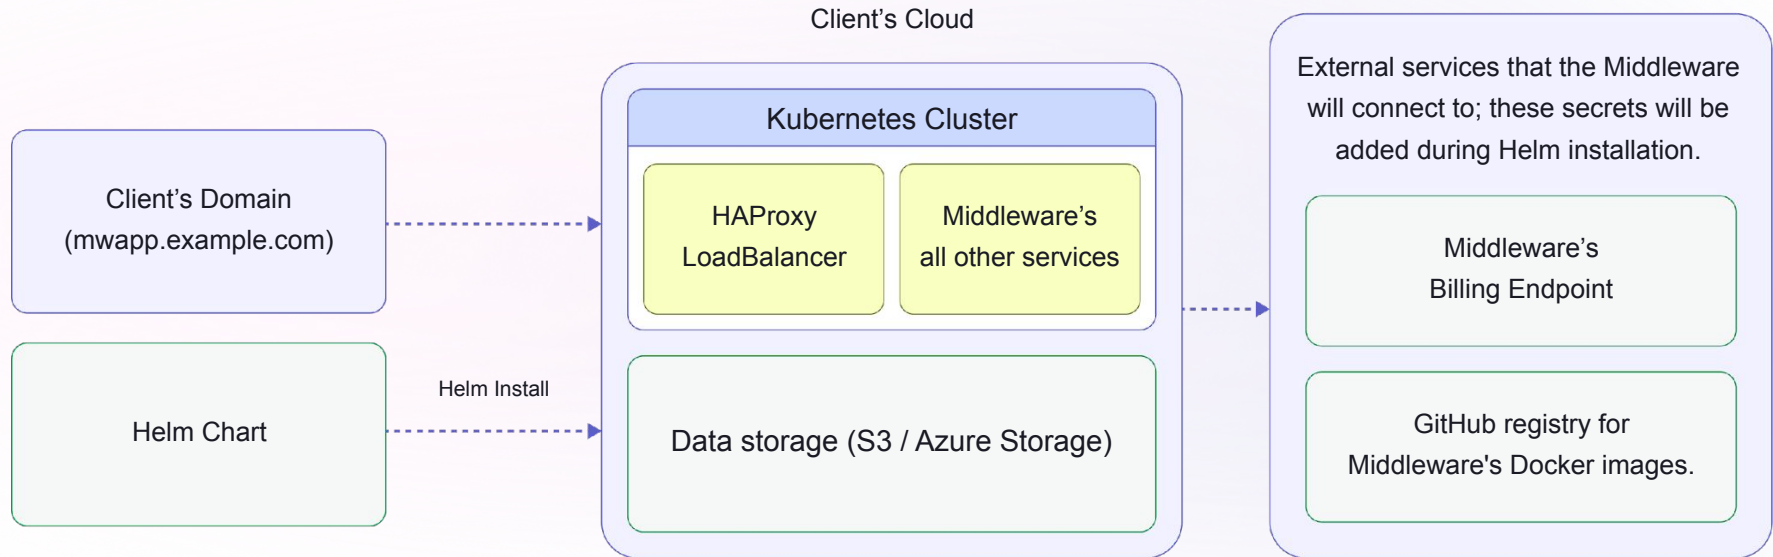 Client’s Cloud
Client’s Domain
(mwapp.example.com)
Helm Chart
Helm Install
Kubernetes Cluster
HAProxy
LoadBalancer
Middleware’s
all other services
Data storage (S3 / Azure Storage)
External services that the Middleware
will connect to; these secrets will be
added during Helm installation.
Middleware’s
Billing Endpoint
GitHub registry for
Middleware's Docker images.